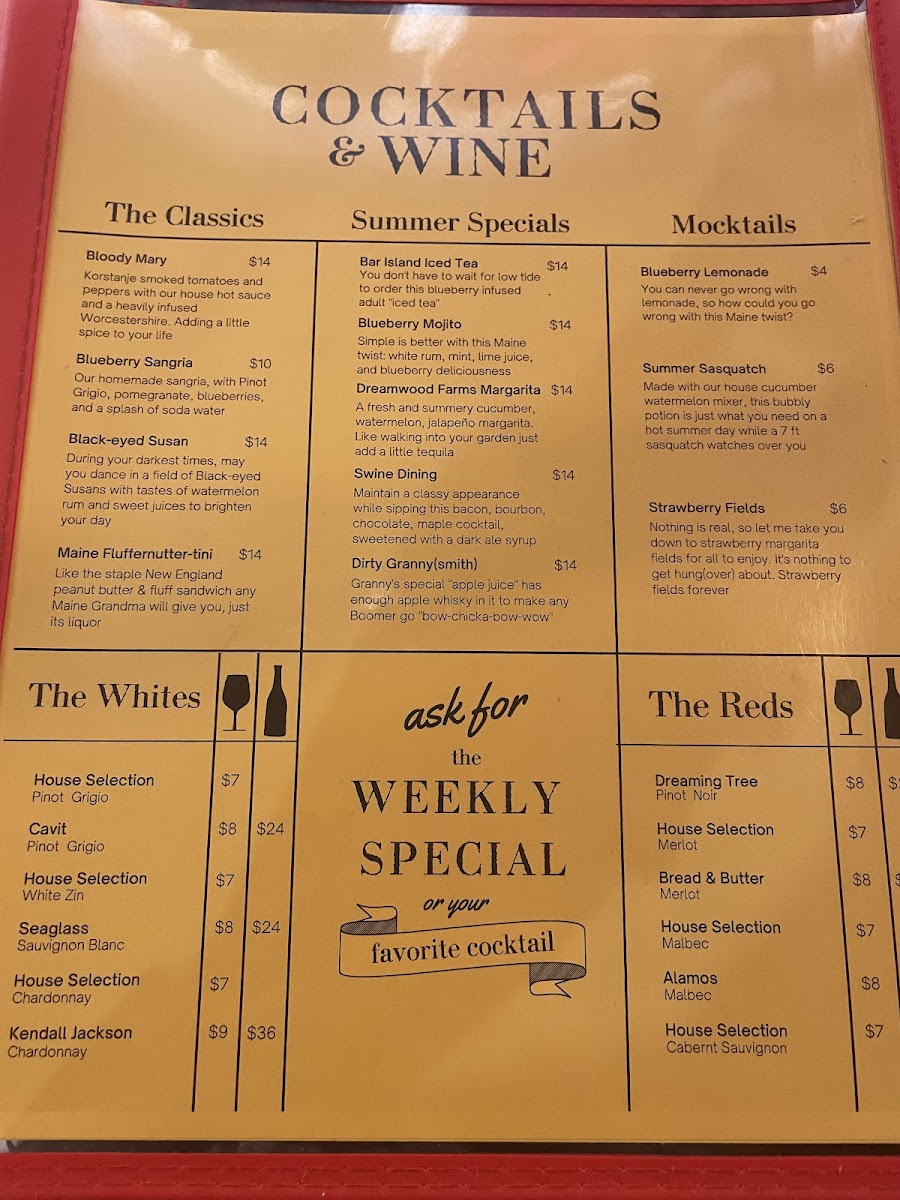 COCKTAILS
& WINE
The Classics
Bloody Mary $14
Korstanje smoked tomatoes and
peppers with our house hot sauce
and a heavily infused
Worcestershire. Adding a little
spice to your life
Blueberry Sangria $10
Our homemade sangria, with Pinot
Grigio, pomegranate, blueberries,
and a splash of soda water
Black-eyed Susan $14
During your darkest times, may
you dance in a field of Black-eyed
Susans with tastes of watermelon
rum and sweet juices to brighten
your day
Maine Fluffernutter-tini $14
Like the staple New England
peanut butter & fluff sandwich any
Maine Grandma will give you, just
its liquor
Summer Specials
Bar Island Iced Tea $14
You don't have to wait for low tide
to order this blueberry infused
adult "iced tea"
Blueberry Mojito $14
Simple is better with this Maine
twist: white rum, mint, lime juice,
and blueberry deliciousness
Dreamwood Farms Margarita $14
A fresh and summery cucumber,
watermelon, jalapeño margarita.
Like walking into your garden just
add a little tequila
Swine Dining $14
Maintain a classy appearance
while sipping this bacon, bourbon,
chocolate, maple cocktail,
sweetened with a dark ale syrup
Dirty Granny(smith) $14
Granny's special "apple juice" has
enough apple whisky in it to make any
Boomer go "bow-chicka-bow-wow"
Mocktails
Blueberry Lemonade $4
You can never go wrong with
lemonade, so how could you go
wrong with this Maine twist?
Summer Sasquatch $6
Made with our house cucumber
watermelon mixer, this bubbly
potion is just what you need on a
hot summer day while a 7 ft
sasquatch watches over you
Strawberry Fields $6
Nothing is real, so let me take you
down to strawberry margarita
fields for all to enjoy. It's nothing to
get hung(over) about. Strawberry
fields forever
The Whites
House Selection $7
Pinot Grigio
Cavit $8 $24
Pinot Grigio
House Selection $7
White Zin
Seaglass $8 $24
Sauvignon Blanc
House Selection $7
Chardonnay
Kendall Jackson $9 $36
Chardonnay
ask for
the
WEEKLY
SPECIAL
or your
favorite cocktail
The Reds
Dreaming Tree $8
Pinot Noir
House Selection $7
Merlot
Bread & Butter $8
Merlot
House Selection $7
Malbec
Alamos $8
Malbec
House Selection $7
Cabernt Sauvignon